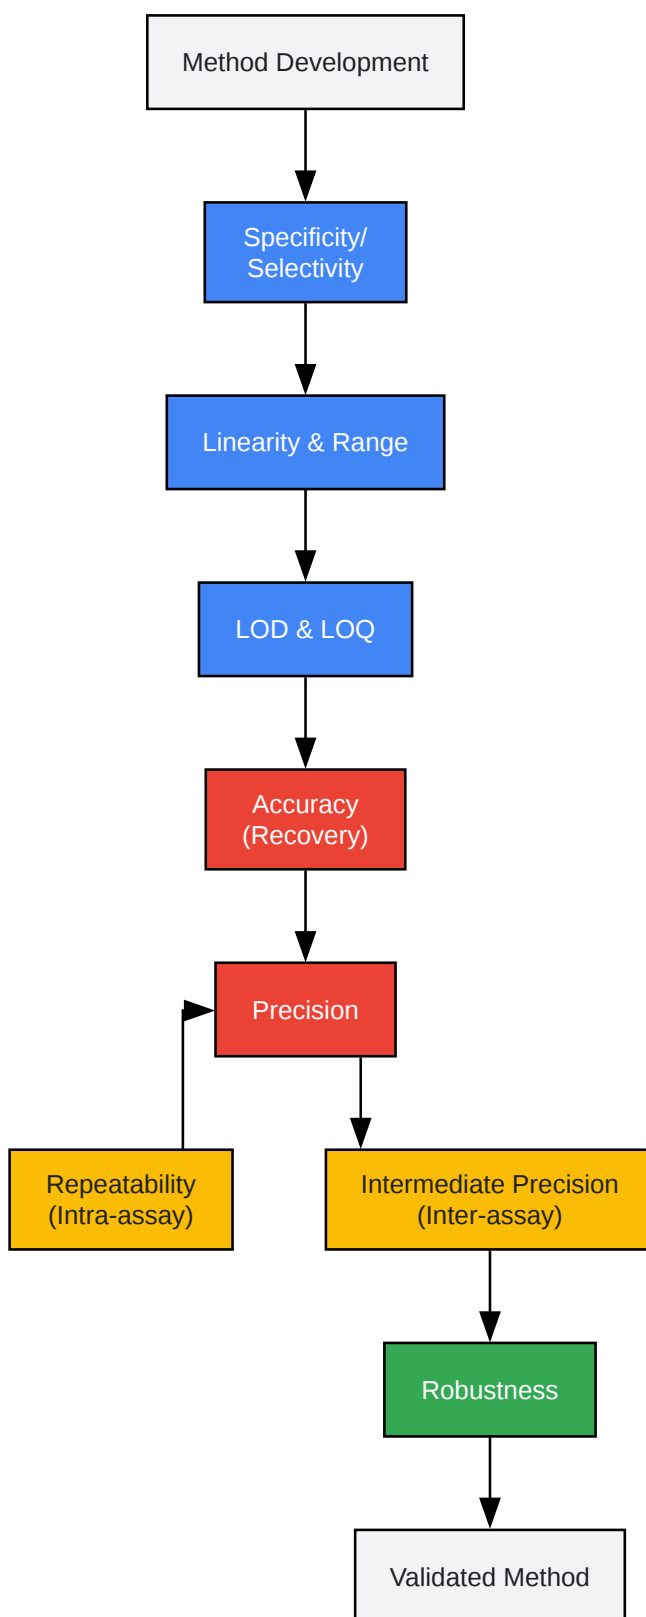 Method Development
Specificity/
Selectivity
Linearity & Range
LOD & LOQ
Accuracy
(Recovery)
Precision
Repeatability
(Intra-assay)
Intermediate Precision
(Inter-assay)
Robustness
Validated Method